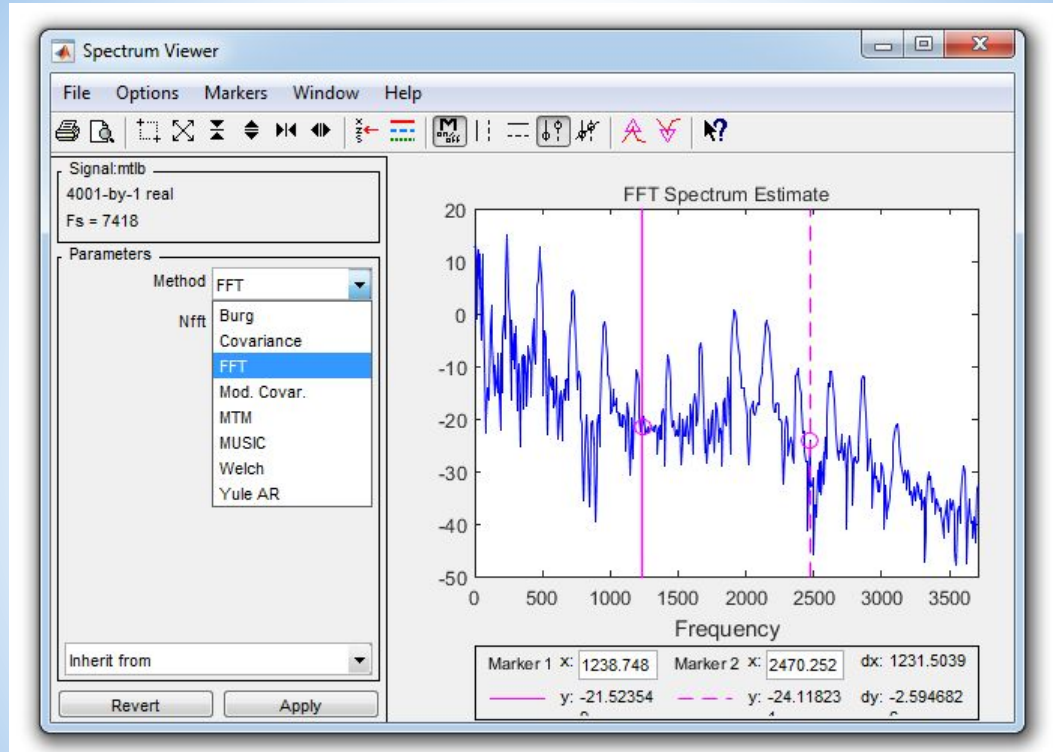 Spectrum Viewer
File Options Markers Window Help
M
on/off
Signal:mtlb
4001-by-1 real
Fs = 7418
Parameters
Method FFT
Nfft
Burg
Covariance
FFT
Mod. Covar.
MTM
MUSIC
Welch
Yule AR
Inherit from
Revert Apply
FFT Spectrum Estimate
20
10
0
-10
-20
-30
-40
-50
0 500 1000 1500 2000 2500 3000 3500
Frequency
Marker 1 x: 1238.748 Marker 2 x: 2470.252 dx: 1231.5039
y: -21.52354 y: -24.11823 dy: -2.594682